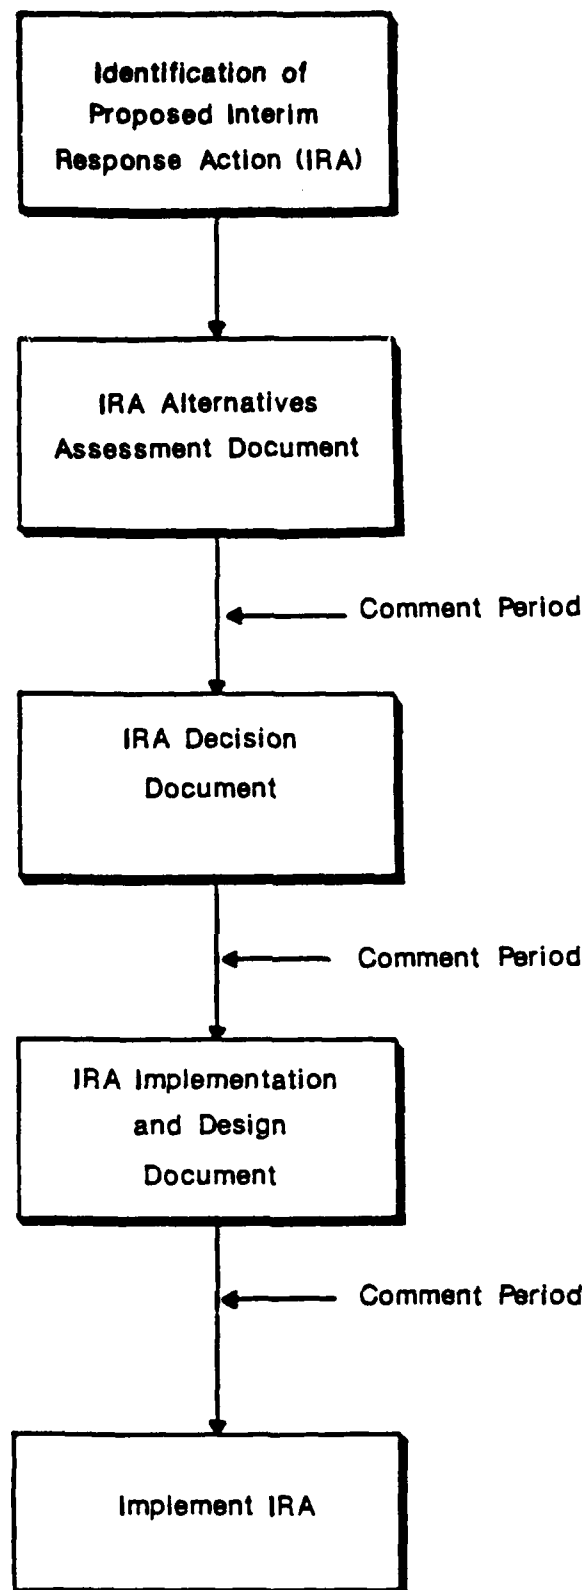 Identification of
Proposed Interim
Response Action (IRA)
IRA Alternatives
Assessment Document
Comment Period
IRA Decision
Document
Comment Period
IRA Implementation
and Design
Document
Comment Period
Implement IRA